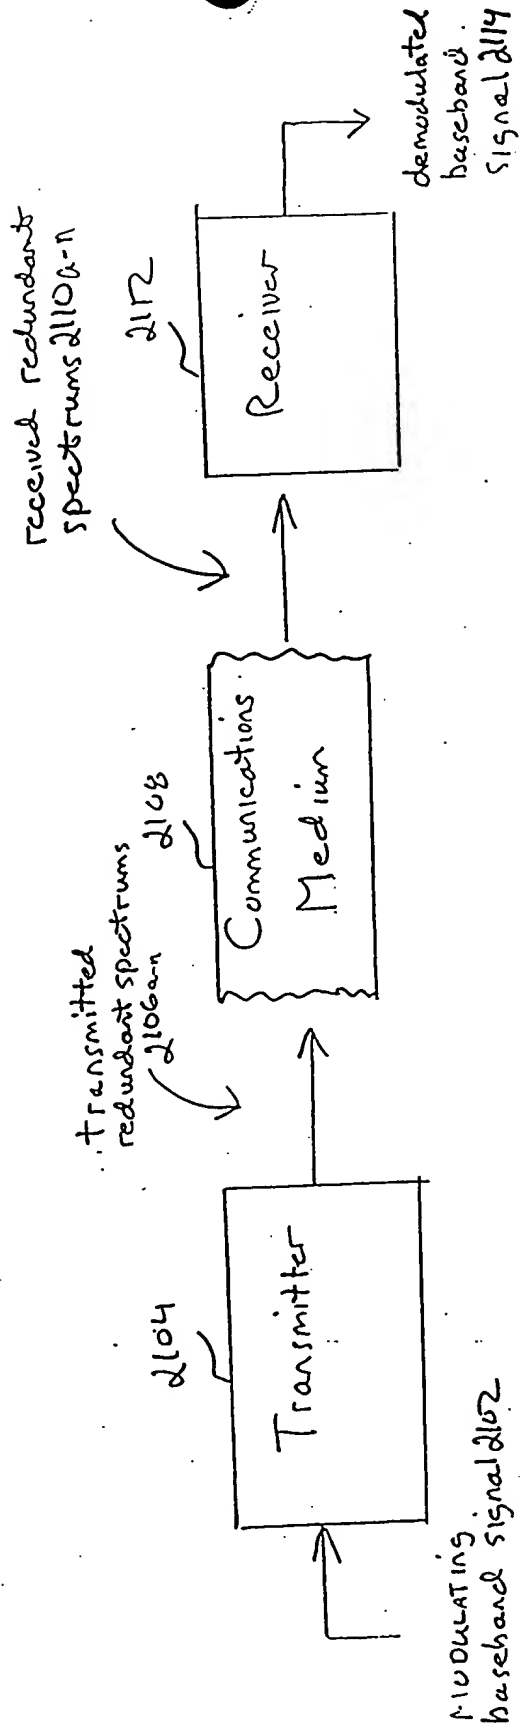 MODULATING
baseband signal 2102
2104
Transmitter
transmitted
redundant spectrums
2106a-n
2108
Communications
Medium
received redundant
spectrums 2110a-n
2112
Receiver
demodulated
baseband
signal 2114